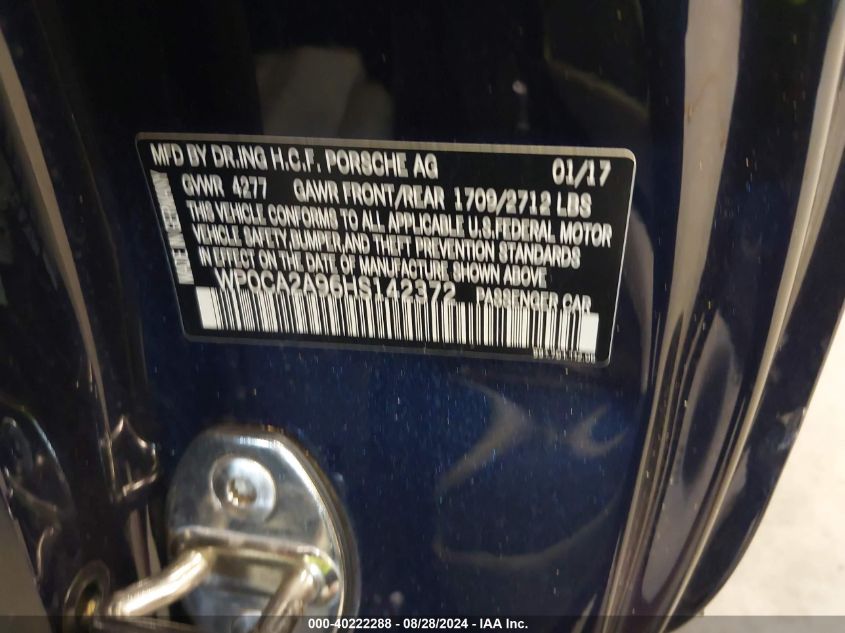 MFD BY DR.ING H.C.F. PORSCHE AG 01/17
GVWR 4277 GAWR FRONT/REAR 1709/2712 LBS
THIS VEHICLE CONFORMS TO ALL APPLICABLE U.S.FEDERAL MOTOR
VEHICLE SAFETY,BUMPER,AND THEFT PREVENTION STANDARDS
IN EFFECT ON THE DATE OF MANUFACTURE SHOWN ABOVE
WP0CA2A96HS142372 PASSENGER CAR
MADE IN GERMANY
000-40222288 - 08/28/2024 - IAA Inc.